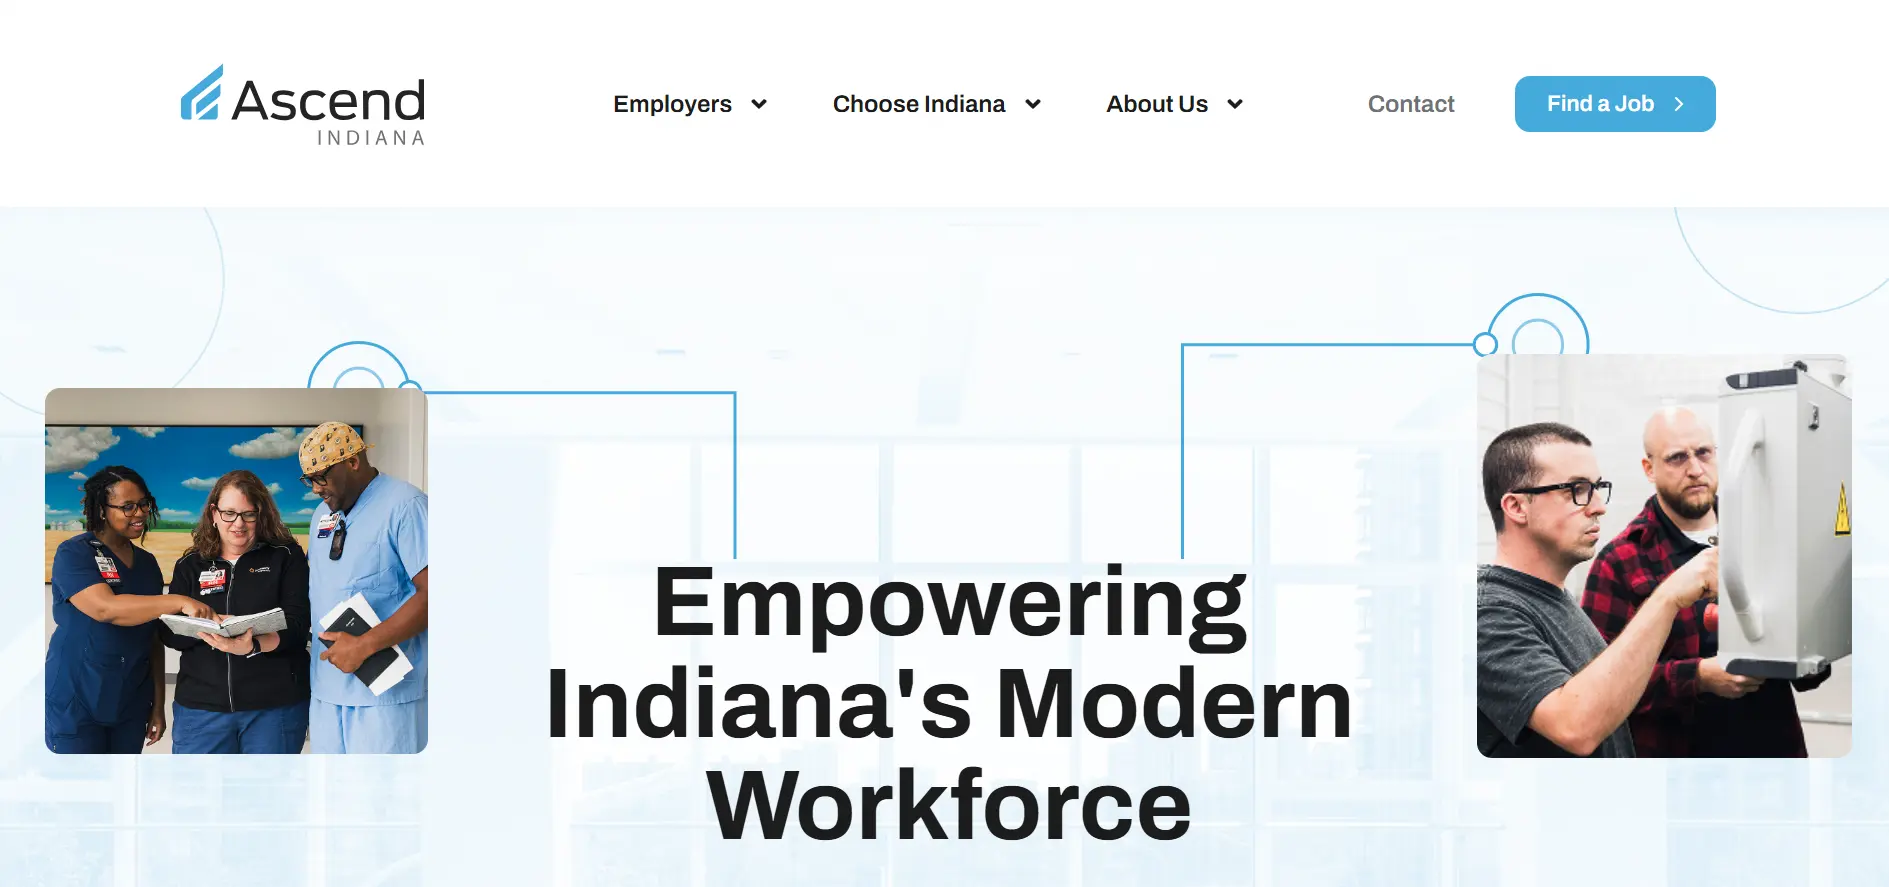 Ascend
INDIANA
Employers
Choose Indiana
About Us
Contact
Find a Job
Empowering
Indiana's Modern
Workforce